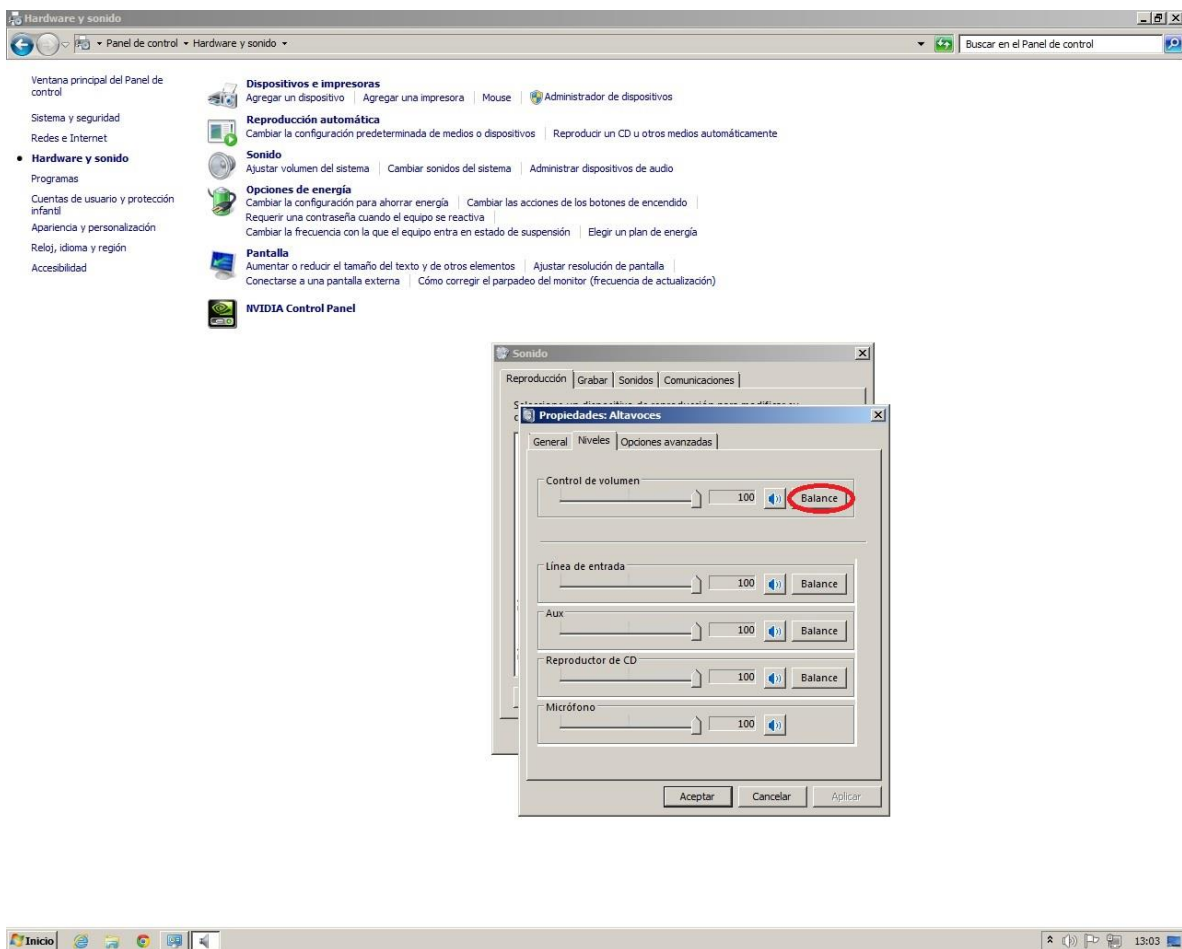 Hardware y sonido
Panel de control Hardware y sonido
Buscar en el Panel de control
Ventana principal del Panel de
control
Sistema y seguridad
Redes e Internet
Hardware y sonido
Programas
Cuentas de usuario y protección
infantil
Apariencia y personalización
Reloj, idioma y región
Accesibilidad
Dispositivos e impresoras
Agregar un dispositivo Agregar una impresora Mouse Administrador de dispositivos
Reproducción automática
Cambiar la configuración predeterminada de medios o dispositivos Reproducir un CD u otros medios automáticamente
Sonido
Ajustar volumen del sistema Cambiar sonidos del sistema Administrar dispositivos de audio
Opciones de energía
Cambiar la configuración para ahorrar energía Cambiar las acciones de los botones de encendido
Requerir una contraseña cuando el equipo se reactiva
Cambiar la frecuencia con la que el equipo entra en estado de suspensión Elegir un plan de energía
Pantalla
Aumentar o reducir el tamaño del texto y de otros elementos Ajustar resolución de pantalla
Conectarse a una pantalla externa Cómo corregir el parpadeo del monitor (frecuencia de actualización)
NVIDIA Control Panel
Sonido
Reproducción Grabar Sonidos Comunicaciones
Propiedades: Altavoces
General Niveles Opciones avanzadas
Control de volumen
100 Balance
Línea de entrada
100 Balance
Aux
100 Balance
Reproductor de CD
100 Balance
Micrófono
100
Aceptar Cancelar Aplicar
Inicio
13:03